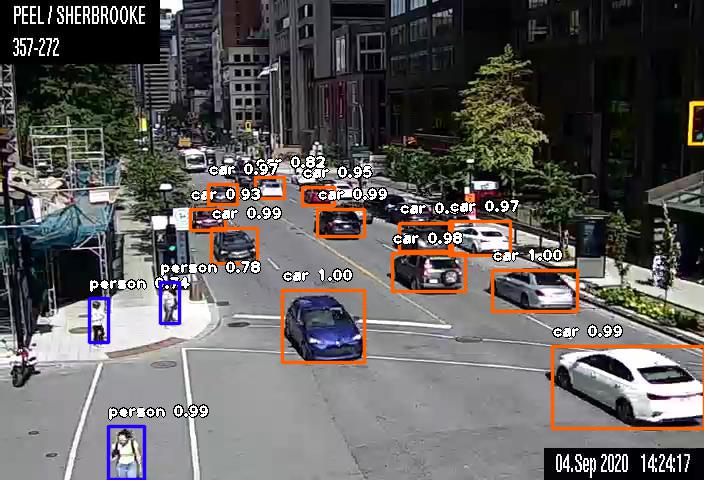 PEEL / SHERBROOKE
357-272
car 0.82
car 0.97
car 0.95
car 0.93
car 0.99
car 0.99
car 0.97
car 0.98
person 0.78
car 1.00
car 1.00
car 0.99
person 0.99
04.Sep 2020 14:24:17